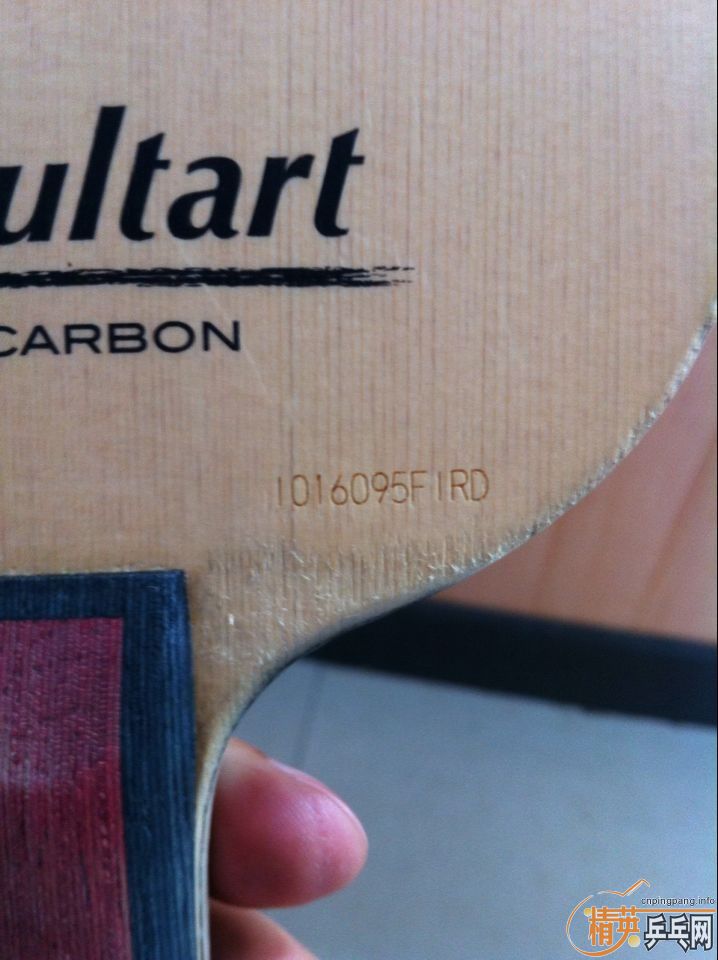 ultart
CARBON
1016095FIRD
cnpingpang.info
精英乒乓网